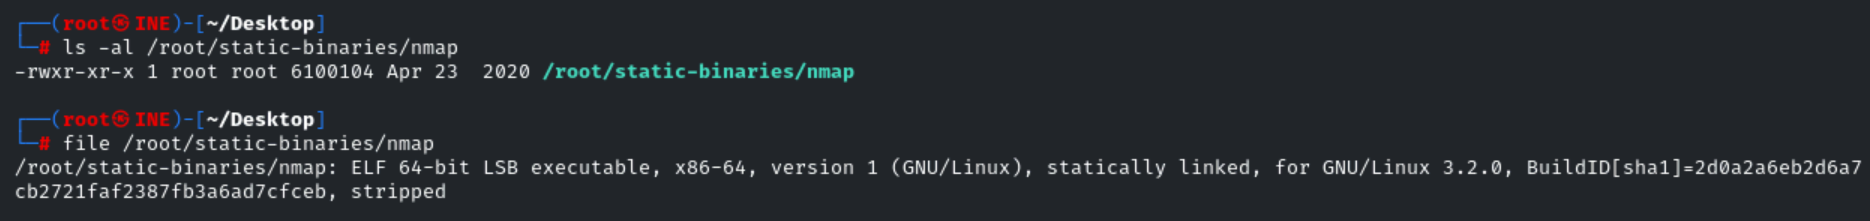 ┌──(root㉿INE)-[~/Desktop]
└─# ls -al /root/static-binaries/nmap
-rwxr-xr-x 1 root root 6100104 Apr 23  2020 /root/static-binaries/nmap
┌──(root㉿INE)-[~/Desktop]
└─# file /root/static-binaries/nmap
/root/static-binaries/nmap: ELF 64-bit LSB executable, x86-64, version 1 (GNU/Linux), statically linked, for GNU/Linux 3.2.0, BuildID[sha1]=2d0a2a6eb2d6a7
cb2721faf2387fb3a6ad7cfceb, stripped